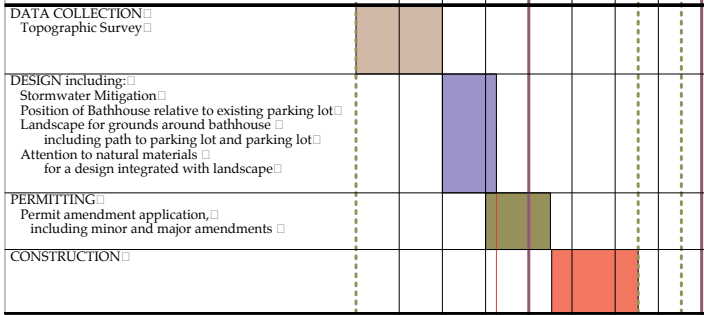 DATA COLLECTION□
Topographic Survey□
DESIGN including:□
Stormwater Mitigation□
Position of Bathhouse relative to existing parking lot□
Landscape for grounds around bathhouse □
including path to parking lot and parking lot□
Attention to natural materials □
for a design integrated with landscape□
PERMITTING□
Permit amendment application,□
including minor and major amendments □
CONSTRUCTION□